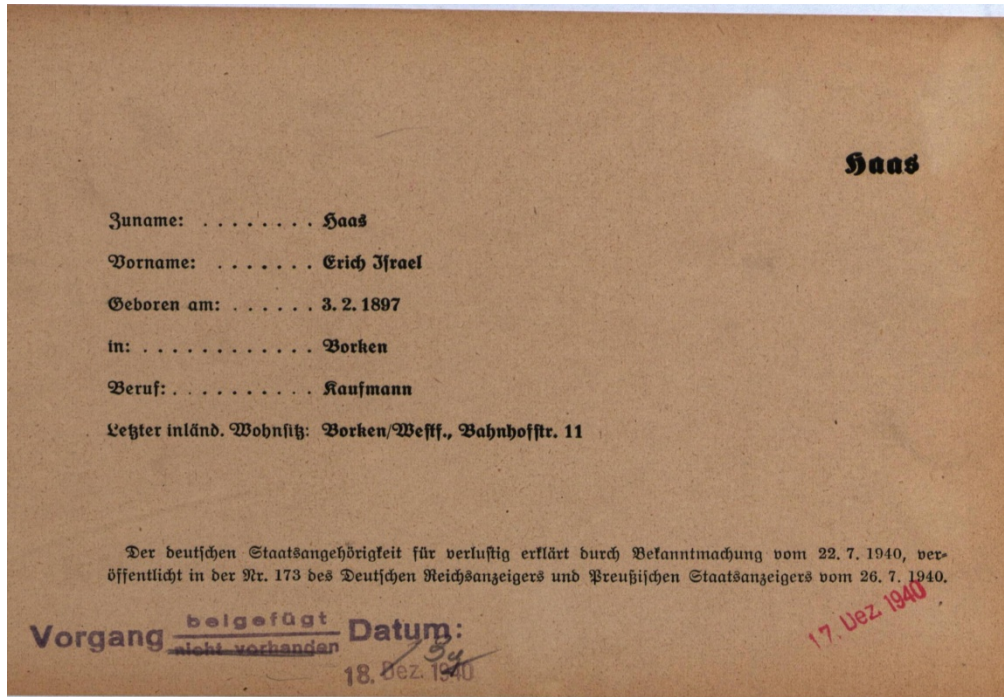 Haas
Zuname: . . . . . . . . Haas
Vorname: . . . . . . . Erich Israel
Geboren am: . . . . . . 3. 2. 1897
in: . . . . . . . . . . . . Borken
Beruf: . . . . . . . . . . Kaufmann
Letzter inländ. Wohnsitz: Borken/Westf., Bahnhofstr. 11
Der deutschen Staatsangehörigkeit für verlustig erklärt durch Bekanntmachung vom 22. 7. 1940, ver-
öffentlicht in der Nr. 173 des Deutschen Reichsanzeigers und Preußischen Staatsanzeigers vom 26. 7. 1940.
17. Dez. 1940
beigefügt
Vorgang Datum:
nicht vorhanden
18. Dez. 1940